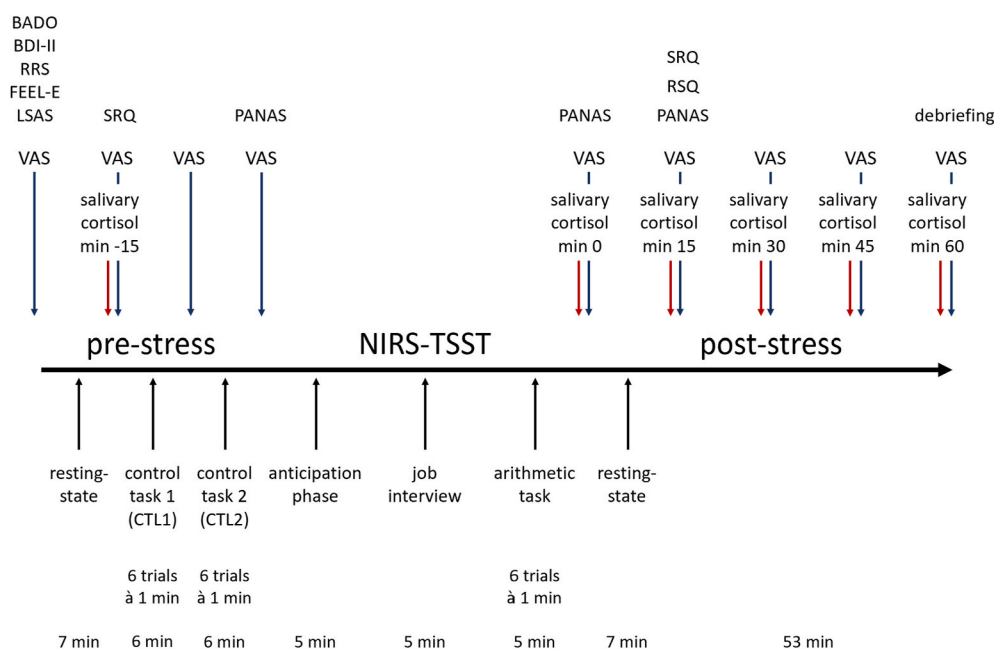 BADO
BDI-II
RRS
FEEL-E
LSAS
SRQ
PANAS
PANAS
SRQ
RSQ
PANAS
debriefing
VAS
VAS
VAS
VAS
VAS
VAS
VAS
VAS
VAS
salivary
cortisol
min -15
salivary
cortisol
min 0
salivary
cortisol
min 15
salivary
cortisol
min 30
salivary
cortisol
min 45
salivary
cortisol
min 60
pre-stress
NIRS-TSST
post-stress
resting-
state
control
task 1
(CTL1)
control
task 2
(CTL2)
anticipation
phase
job
interview
arithmetic
task
resting-
state
6 trials
à 1 min
6 trials
à 1 min
6 trials
à 1 min
7 min
6 min
6 min
5 min
5 min
5 min
7 min
53 min